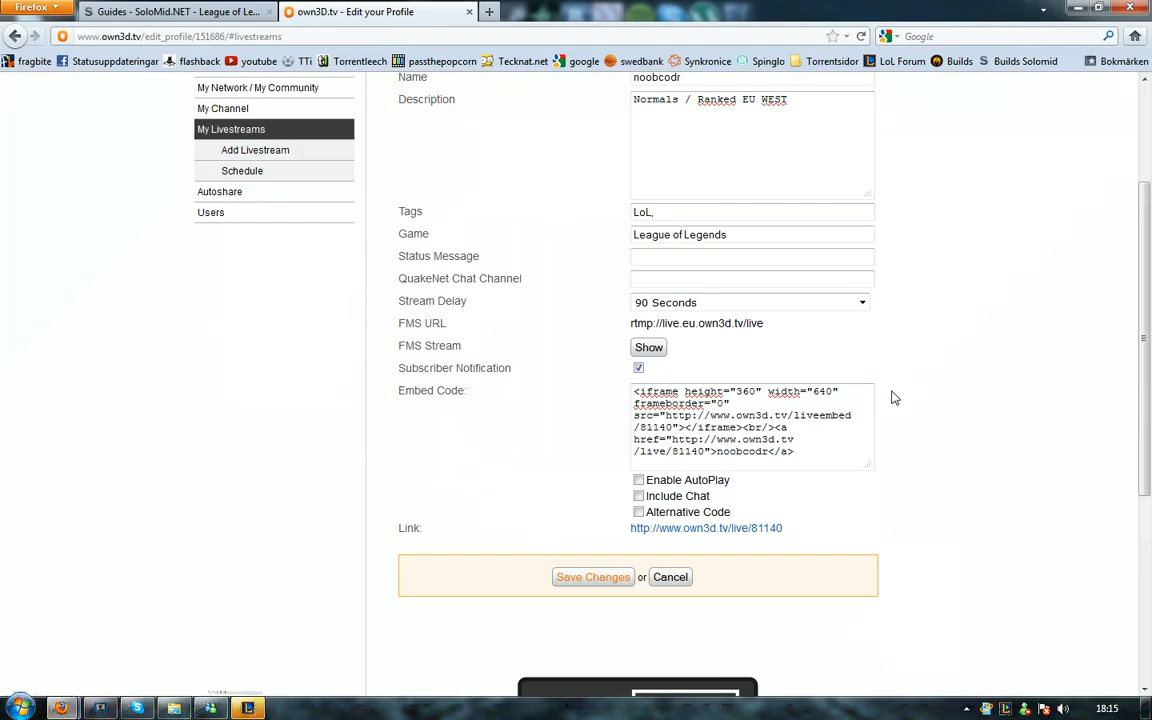 Firefox
Guides - SoloMid.NET - League of Le...
own3D.tv - Edit your Profile
www.own3d.tv/edit_profile/151686/#livestreams
Google
fragbite
Statusuppdateringar
flashback
youtube
TTi
Torrentleech
passthepopcorn
Tecknat.net
google
swedbank
Synkronice
Spinglo
Torrentsidor
LoL Forum
Builds
Builds Solomid
Bokmärken
My Network / My Community
My Channel
My Livestreams
Add Livestream
Schedule
Autoshare
Users
Name
noobcodr
Description
Normals / Ranked EU WEST
Tags
LoL,
Game
League of Legends
Status Message
QuakeNet Chat Channel
Stream Delay
90 Seconds
FMS URL
rtmp://live.eu.own3d.tv/live
FMS Stream
Show
Subscriber Notification
Embed Code:
<iframe height="360" width="640"
frameborder="0"
src="http://www.own3d.tv/liveembed
/81140"></iframe><br/><a
href="http://www.own3d.tv
/live/81140">noobcodr</a>
Enable AutoPlay
Include Chat
Alternative Code
Link:
http://www.own3d.tv/live/81140
Save Changes or Cancel
18:15